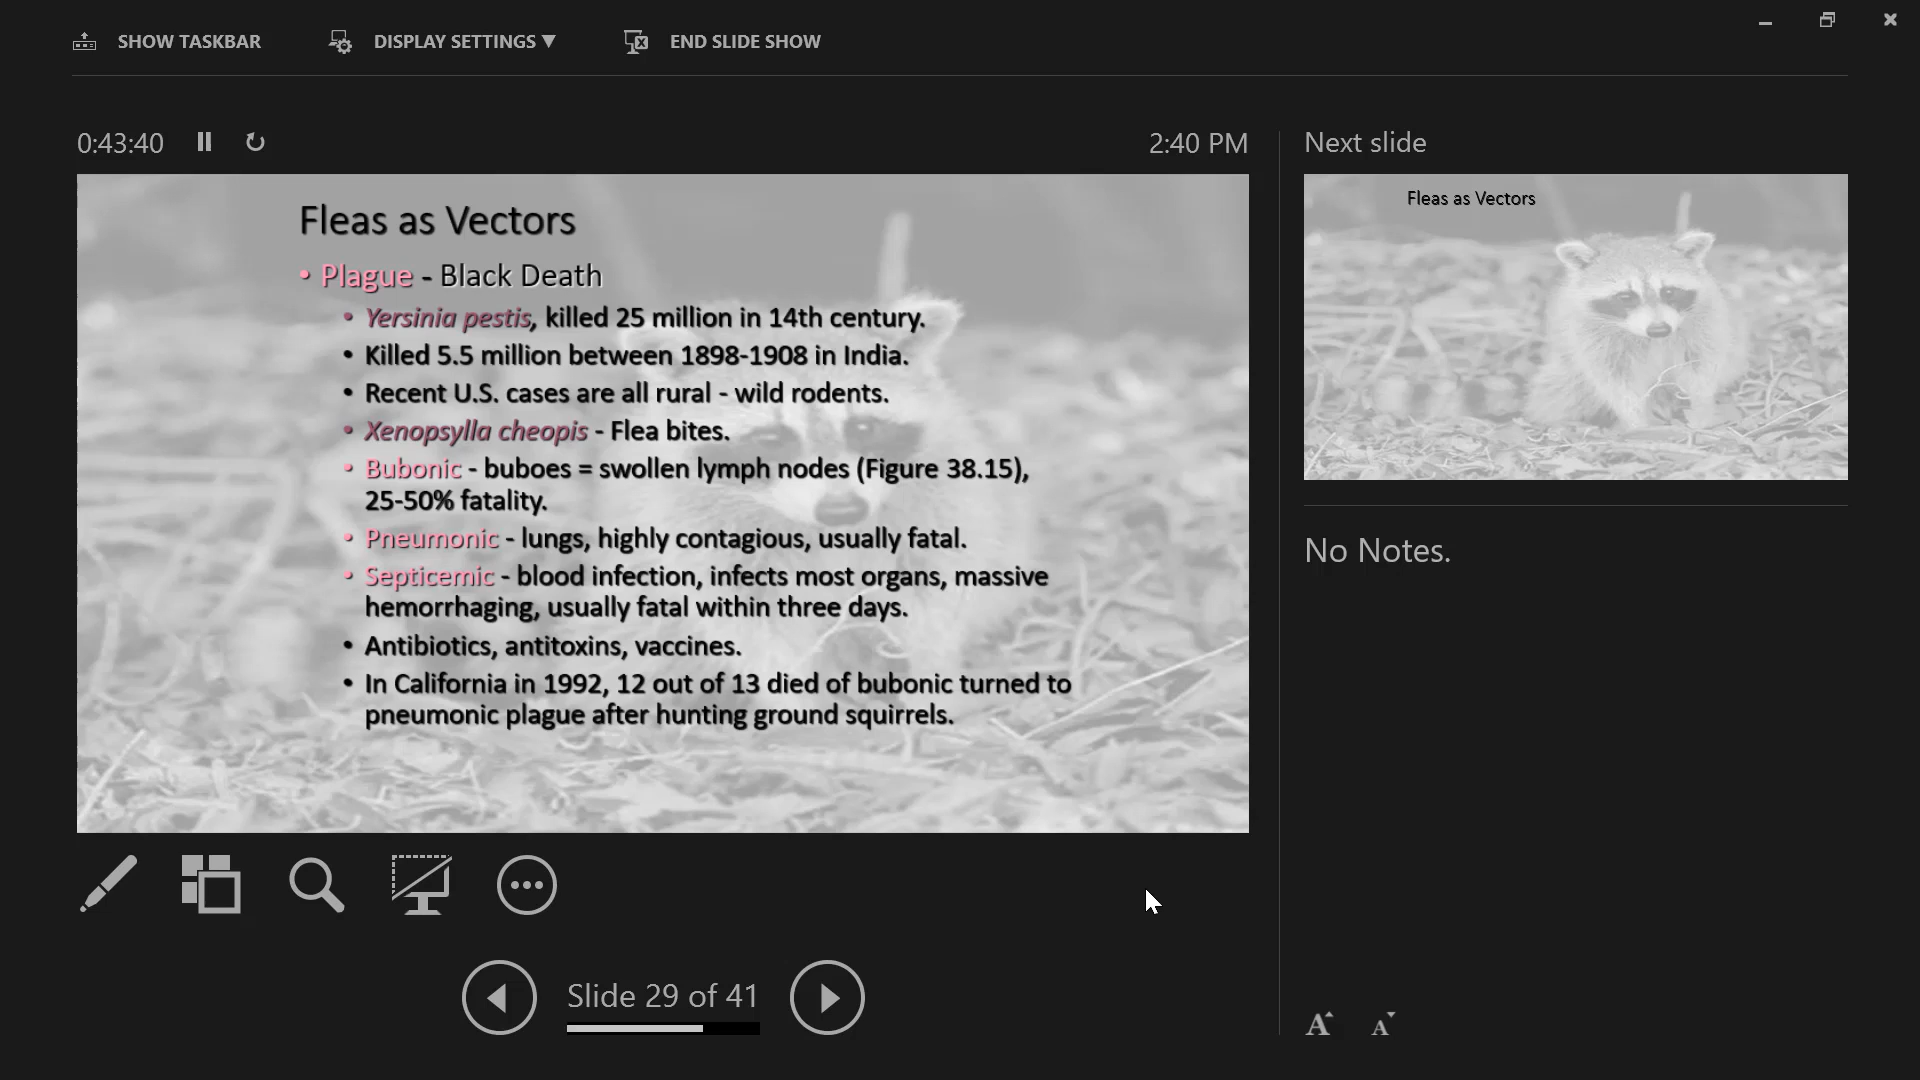 SHOW TASKBAR
DISPLAY SETTINGS ▼
END SLIDE SHOW
0:43:40
2:40 PM
Fleas as Vectors
• Plague - Black Death
• Yersinia pestis, killed 25 million in 14th century.
• Killed 5.5 million between 1898-1908 in India.
• Recent U.S. cases are all rural - wild rodents.
• Xenopsylla cheopis - Flea bites.
• Bubonic - buboes = swollen lymph nodes (Figure 38.15),
25-50% fatality.
• Pneumonic - lungs, highly contagious, usually fatal.
• Septicemic - blood infection, infects most organs, massive
hemorrhaging, usually fatal within three days.
• Antibiotics, antitoxins, vaccines.
• In California in 1992, 12 out of 13 died of bubonic turned to
pneumonic plague after hunting ground squirrels.
Slide 29 of 41
Next slide
Fleas as Vectors
No Notes.
A A